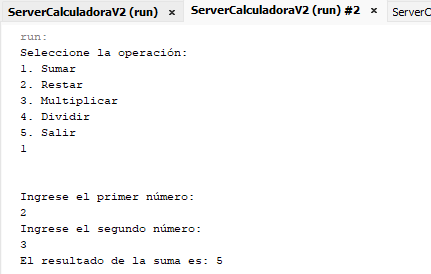 ServerCalculadoraV2 (run) × ServerCalculadoraV2 (run) #2 × ServerC
run:
Seleccione la operación:
1. Sumar
2. Restar
3. Multiplicar
4. Dividir
5. Salir
1
Ingrese el primer número:
2
Ingrese el segundo número:
3
El resultado de la suma es: 5